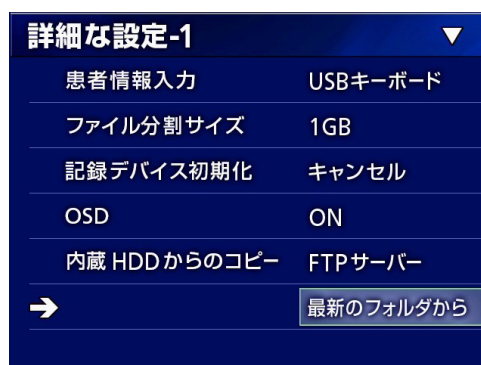 詳細な設定-1 ▼
患者情報入力 USBキーボード
ファイル分割サイズ 1GB
記録デバイス初期化 キャンセル
OSD ON
内蔵 HDDからのコピー FTPサーバー
➔ 最新のフォルダから